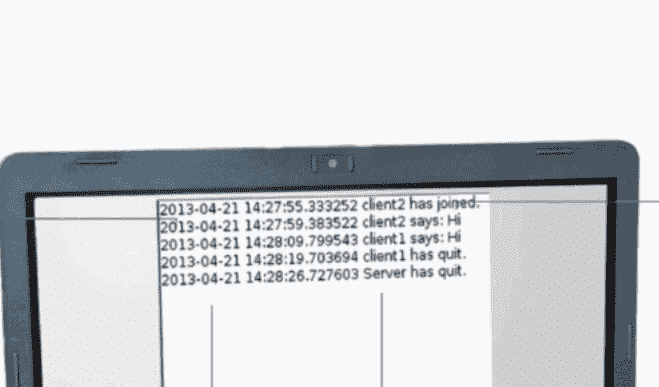 2013-04-21 14:27:55.333252 client2 has joined.
2013-04-21 14:27:59.383522 client2 says: Hi
2013-04-21 14:28:09.799543 client1 says: Hi
2013-04-21 14:28:19.703694 client1 has quit.
2013-04-21 14:28:26.727603 Server has quit.